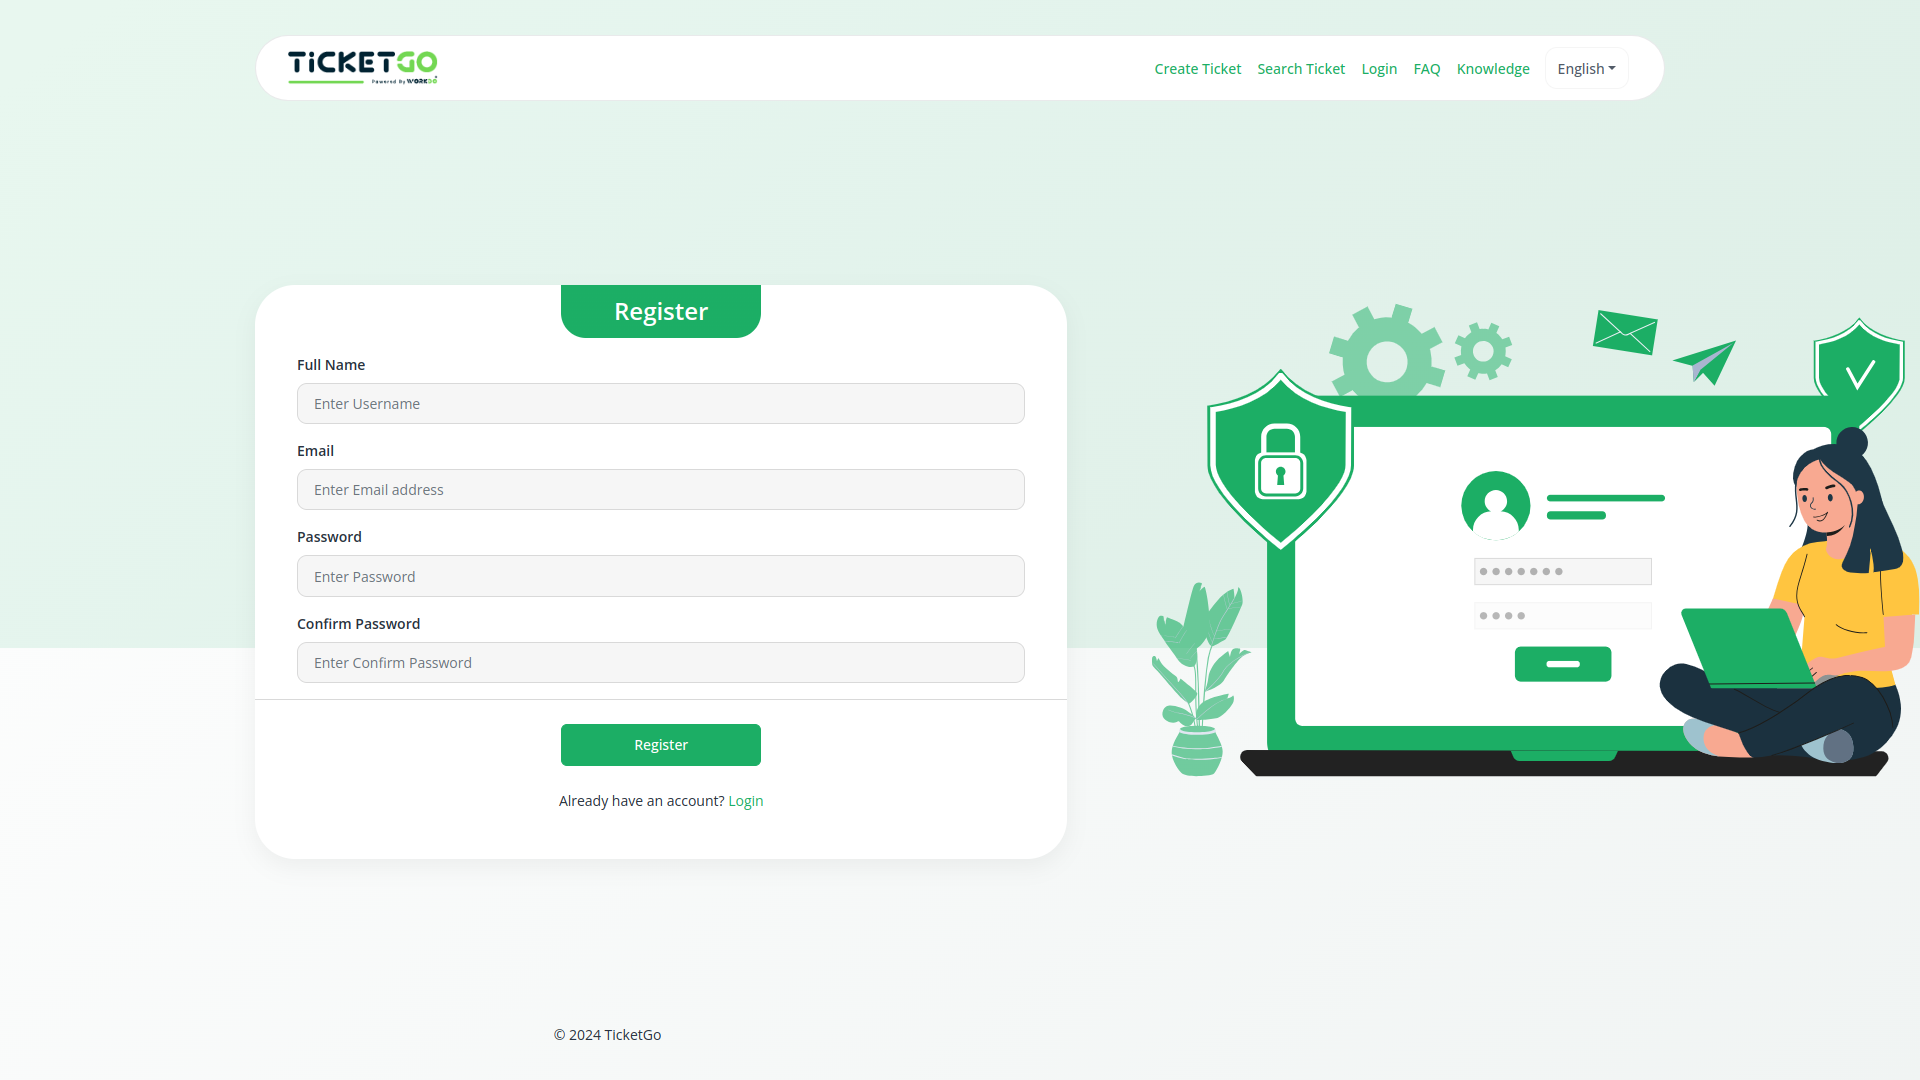 TiCKETGO
Powered By WORKDO
Create Ticket
Search Ticket
Login
FAQ
Knowledge
English
Register
Full Name
Enter Username
Email
Enter Email address
Password
Enter Password
Confirm Password
Enter Confirm Password
Register
Already have an account? Login
© 2024 TicketGo